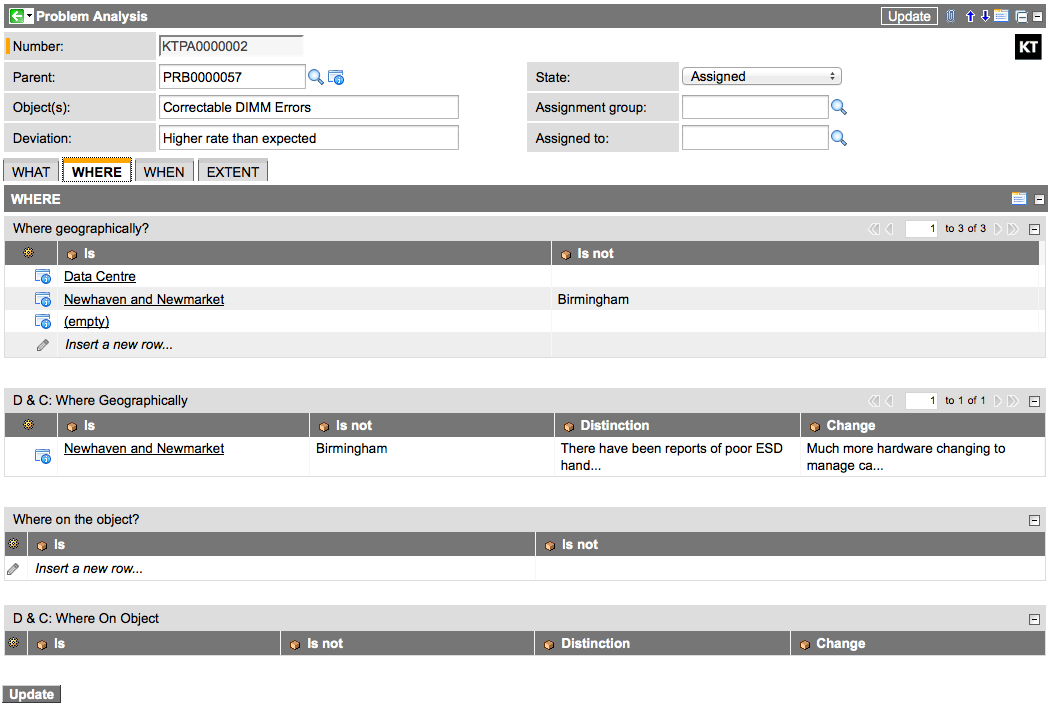 Problem Analysis Update
Number: KTPA0000002 KT
Parent: PRB0000057 State: Assigned
Object(s): Correctable DIMM Errors Assignment group:
Deviation: Higher rate than expected Assigned to:
WHAT WHERE WHEN EXTENT
WHERE
Where geographically? 1 to 3 of 3
Is Is not
Data Centre
Newhaven and Newmarket Birmingham
(empty)
Insert a new row...
D & C: Where Geographically 1 to 1 of 1
Is Is not Distinction Change
Newhaven and Newmarket Birmingham There have been reports of poor ESD Much more hardware changing to
hand... manage ca...
Where on the object?
Is Is not
Insert a new row...
D & C: Where On Object
Is Is not Distinction Change
Update